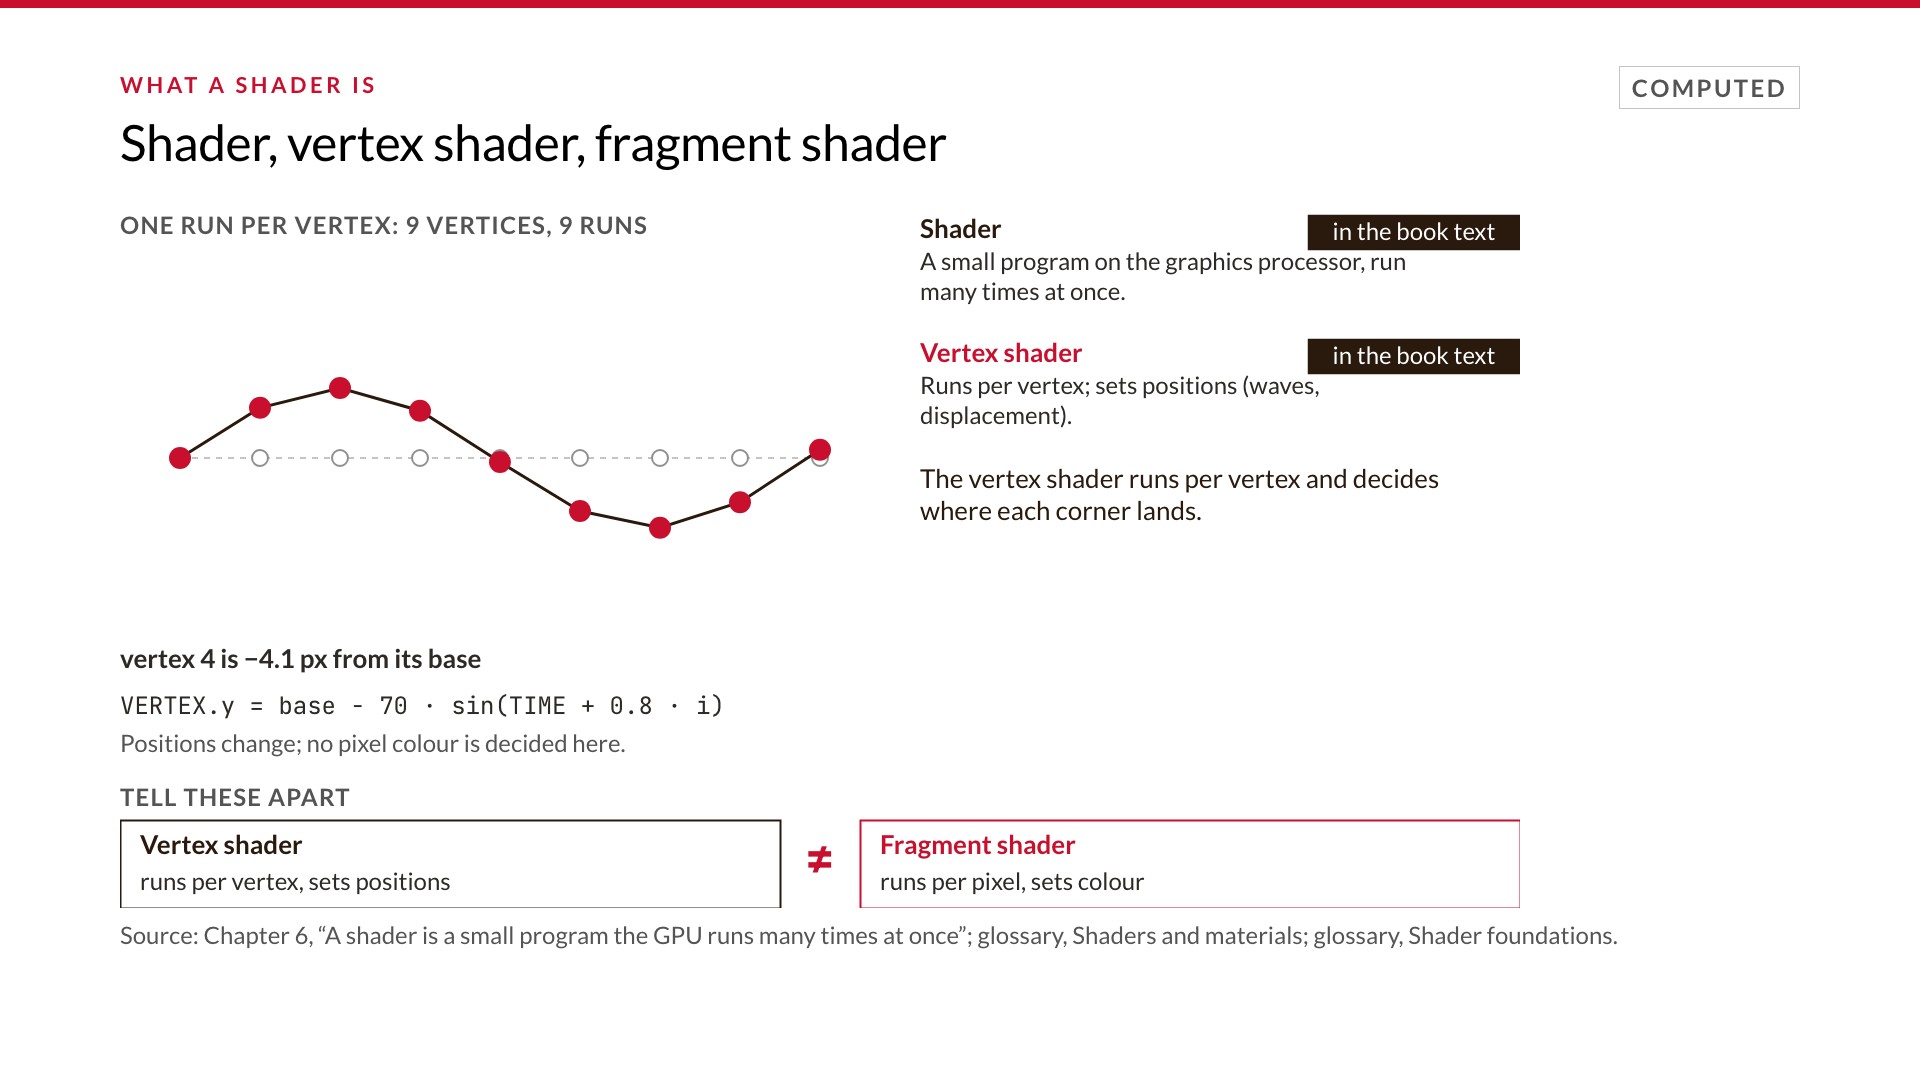 WHAT A SHADER IS
COMPUTED
Shader, vertex shader, fragment shader
ONE RUN PER VERTEX: 9 VERTICES, 9 RUNS
Shader
in the book text
A small program on the graphics processor, run
many times at once.
Vertex shader
in the book text
Runs per vertex; sets positions (waves,
displacement).
The vertex shader runs per vertex and decides
where each corner lands.
vertex 4 is −4.1 px from its base
VERTEX.y = base - 70 · sin(TIME + 0.8 · i)
Positions change; no pixel colour is decided here.
TELL THESE APART
Vertex shader
runs per vertex, sets positions
≠
Fragment shader
runs per pixel, sets colour
Source: Chapter 6, “A shader is a small program the GPU runs many times at once”; glossary, Shaders and materials; glossary, Shader foundations.